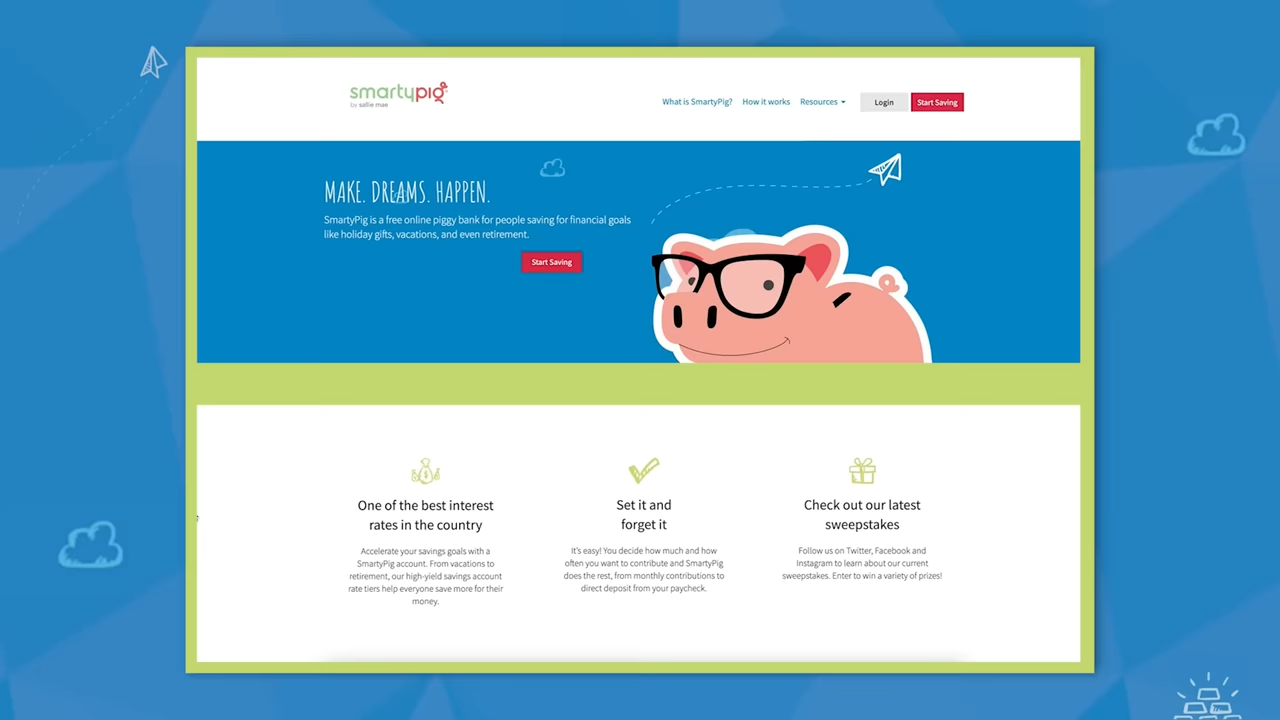 smartypig
by sallie mae
What is SmartyPig? How it works Resources Login Start Saving
MAKE. DREAMS. HAPPEN.
SmartyPig is a free online piggy bank for people saving for financial goals
like holiday gifts, vacations, and even retirement.
Start Saving
One of the best interest
rates in the country
Accelerate your savings goals with a
SmartyPig account. From vacations to
retirement, our high-yield savings account
rate tiers help everyone save more for their
money.
Set it and
forget it
It's easy! You decide how much and how
often you want to contribute and SmartyPig
does the rest, from monthly contributions to
direct deposit from your paycheck.
Check out our latest
sweepstakes
Follow us on Twitter, Facebook and
Instagram to learn about our current
sweepstakes. Enter to win a variety of prizes!